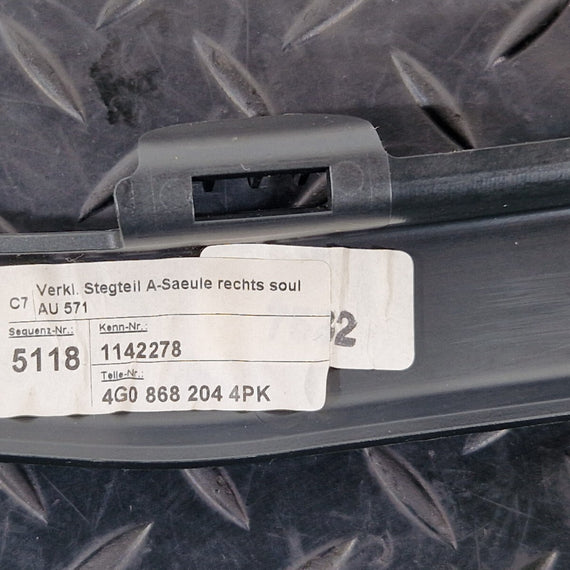 Verkl. Stegteil A-Saeule rechts soul
C7 AU 571
Sequenz-Nr.: Kenn-Nr.:
5118 1142278
Teile-Nr.:
4G0 868 204 4PK
2